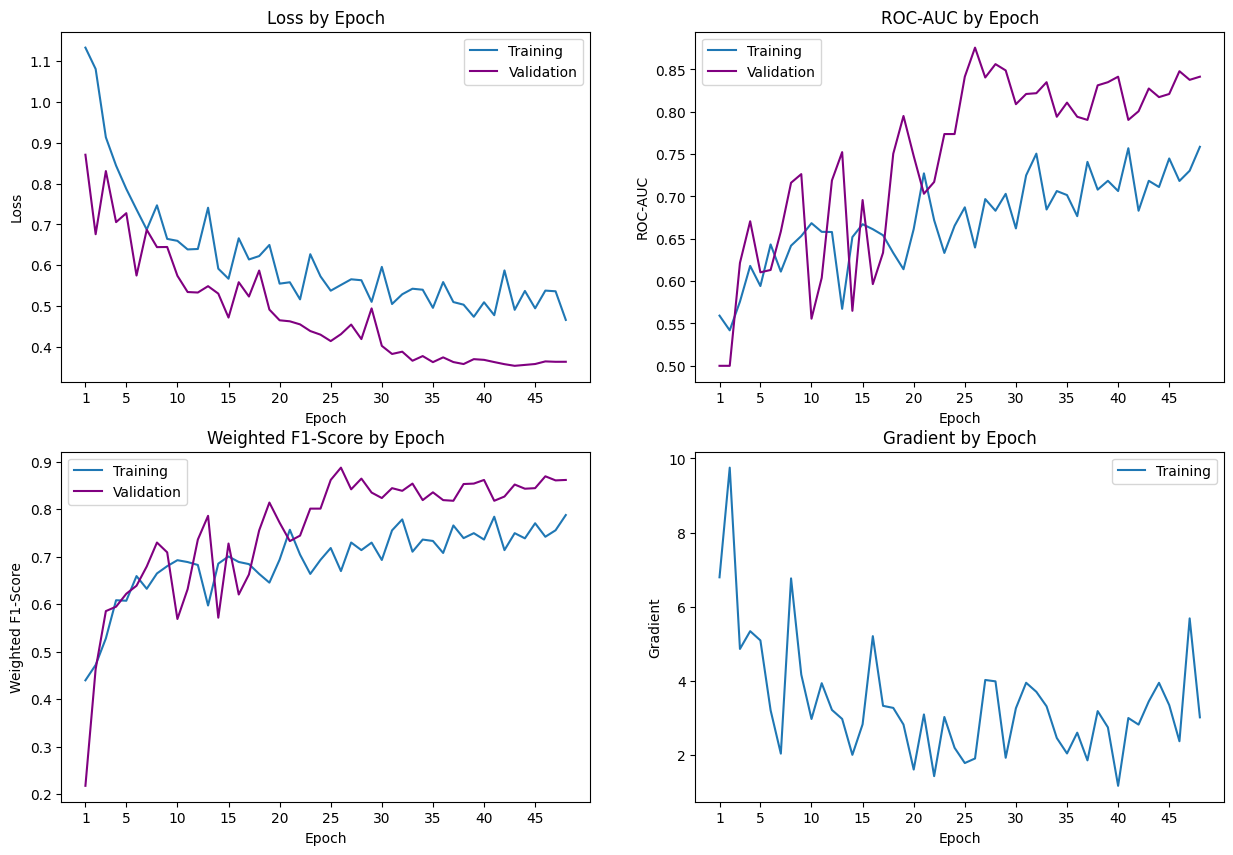 Loss by Epoch
Training
Validation
1.1
1.0
0.9
0.8
0.7
0.6
0.5
0.4
Loss
1 5 10 15 20 25 30 35 40 45
Epoch
ROC-AUC by Epoch
Training
Validation
0.85
0.80
0.75
0.70
0.65
0.60
0.55
0.50
ROC-AUC
1 5 10 15 20 25 30 35 40 45
Epoch
Weighted F1-Score by Epoch
Training
Validation
0.9
0.8
0.7
0.6
0.5
0.4
0.3
0.2
Weighted F1-Score
1 5 10 15 20 25 30 35 40 45
Epoch
Gradient by Epoch
Training
10
8
6
4
2
Gradient
1 5 10 15 20 25 30 35 40 45
Epoch